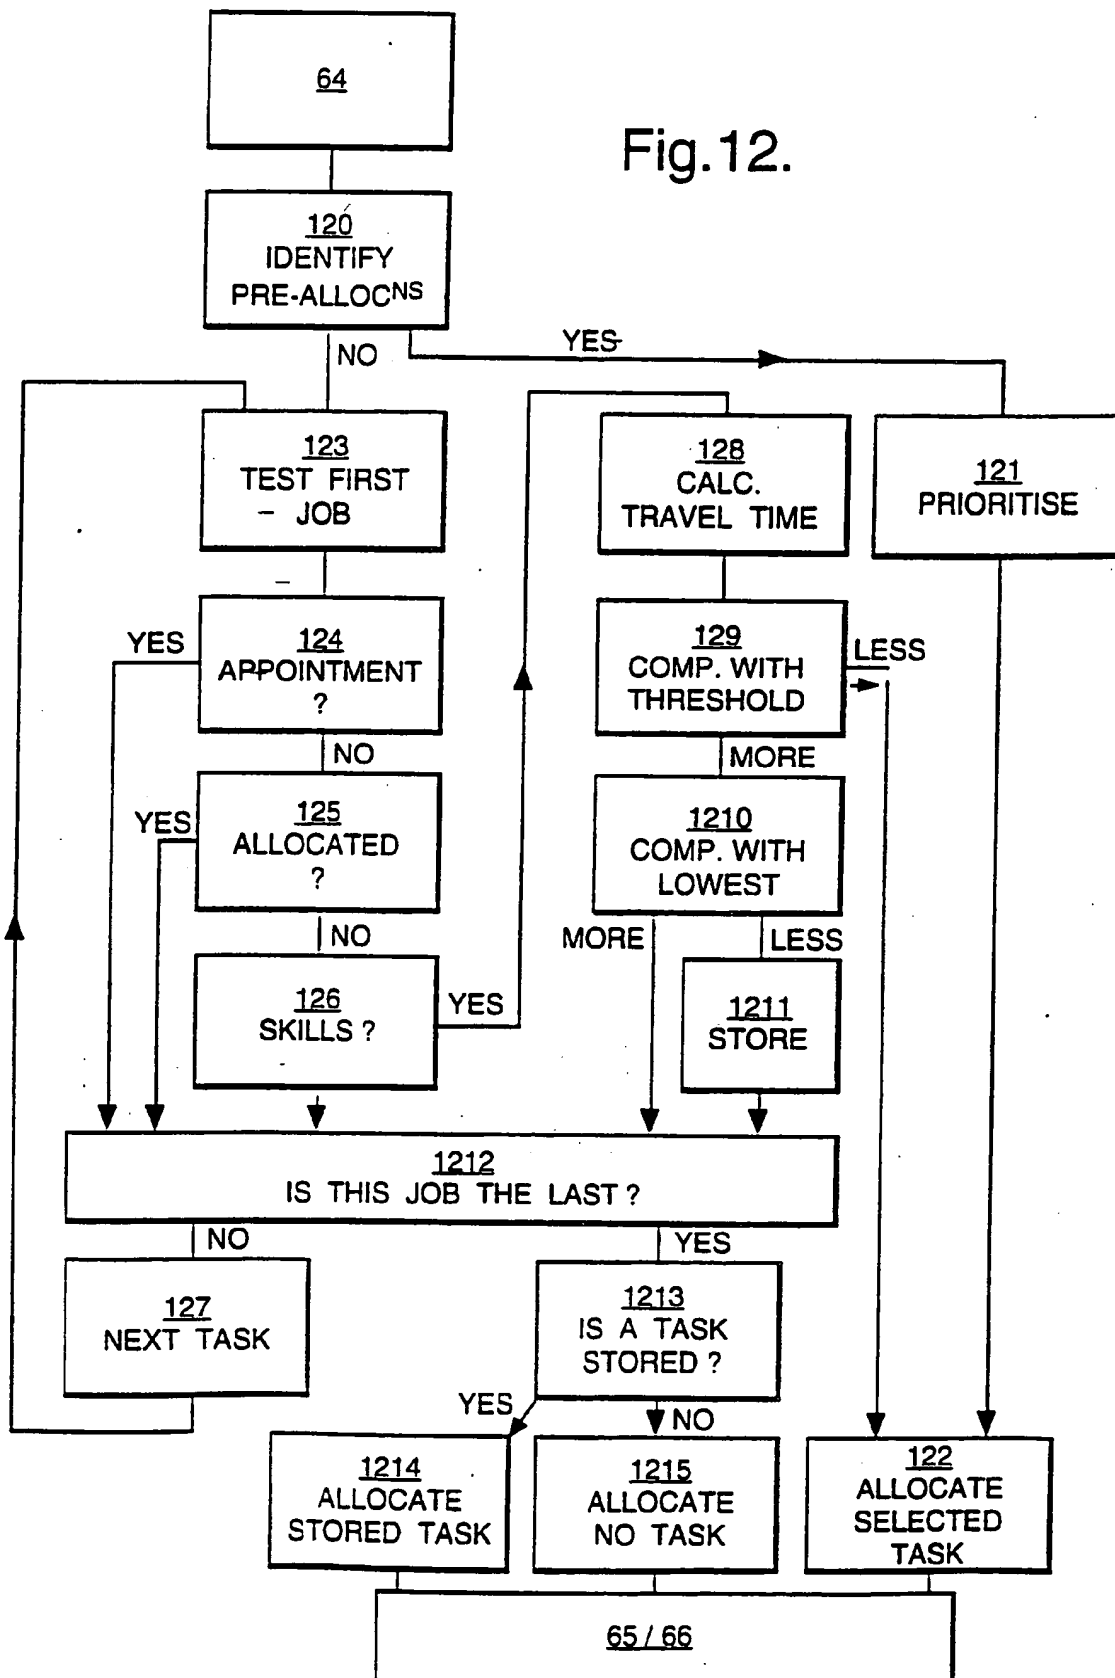 64
Fig.12.
120
IDENTIFY
PRE-ALLOCNS
NO
YES
123
TEST FIRST
JOB
128
CALC.
TRAVEL TIME
121
PRIORITISE
YES
124
APPOINTMENT
?
129
COMP. WITH
THRESHOLD
LESS
NO
MORE
YES
125
ALLOCATED
?
1210
COMP. WITH
LOWEST
NO
MORE
LESS
126
SKILLS ?
YES
1211
STORE
1212
IS THIS JOB THE LAST ?
NO
YES
127
NEXT TASK
1213
IS A TASK
STORED ?
YES
NO
1214
ALLOCATE
STORED TASK
1215
ALLOCATE
NO TASK
122
ALLOCATE
SELECTED
TASK
65 / 66